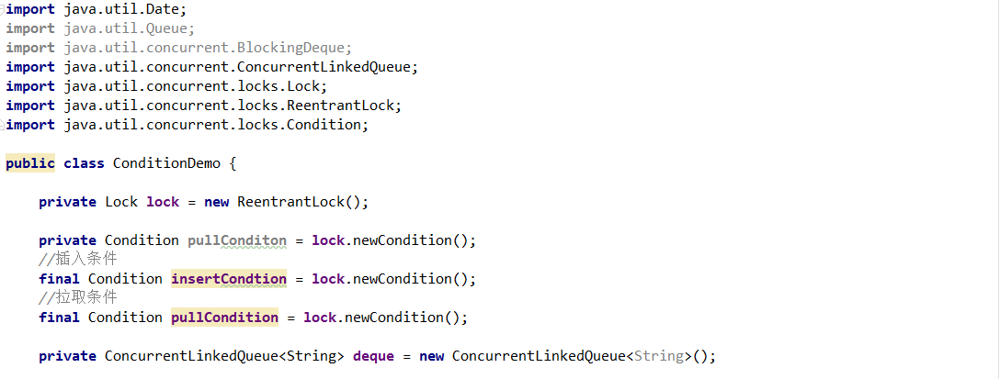 import java.util.Date;
import java.util.Queue;
import java.util.concurrent.BlockingDeque;
import java.util.concurrent.ConcurrentLinkedQueue;
import java.util.concurrent.locks.Lock;
import java.util.concurrent.locks.ReentrantLock;
import java.util.concurrent.locks.Condition;
public class ConditionDemo {
private Lock lock = new ReentrantLock();
private Condition pullConditon = lock.newCondition();
//插入条件
final Condition insertCondtion = lock.newCondition();
//拉取条件
final Condition pullCondition = lock.newCondition();
private ConcurrentLinkedQueue<String> deque = new ConcurrentLinkedQueue<String>();